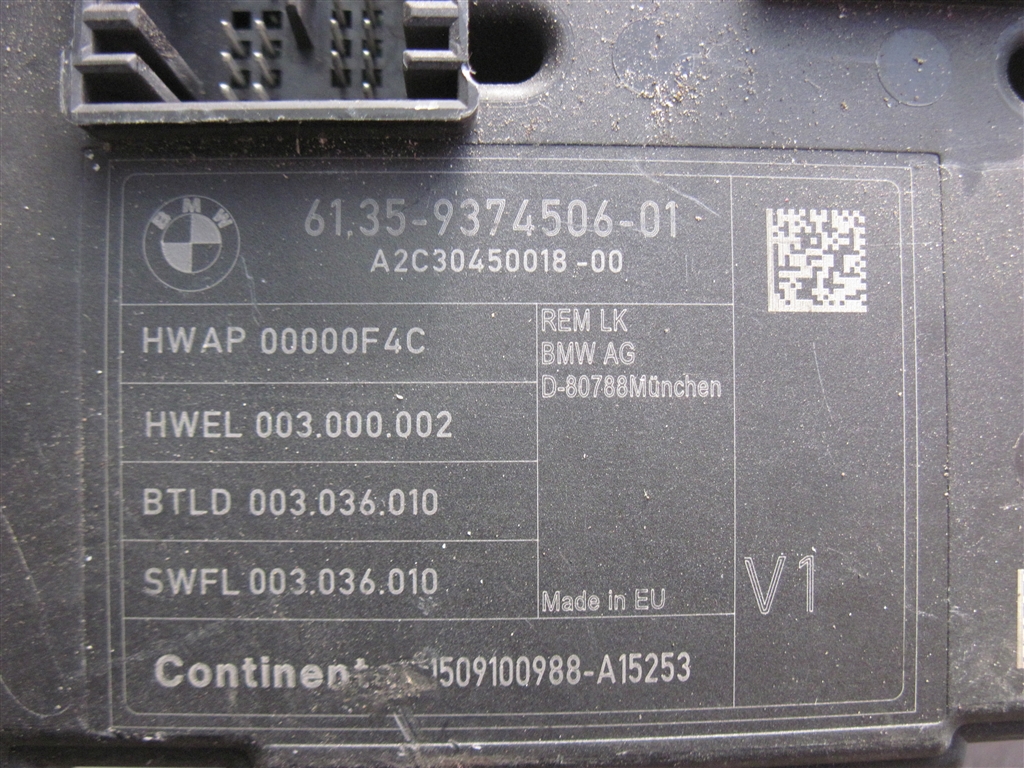 BMW
61.35-9374506-01
A2C30450018-00
HWAP 00000F4C
REM LK
BMW AG
D-80788München
HWEL 003.000.002
BTLD 003.036.010
SWFL 003.036.010
Made in EU
V1
509100988-A15253